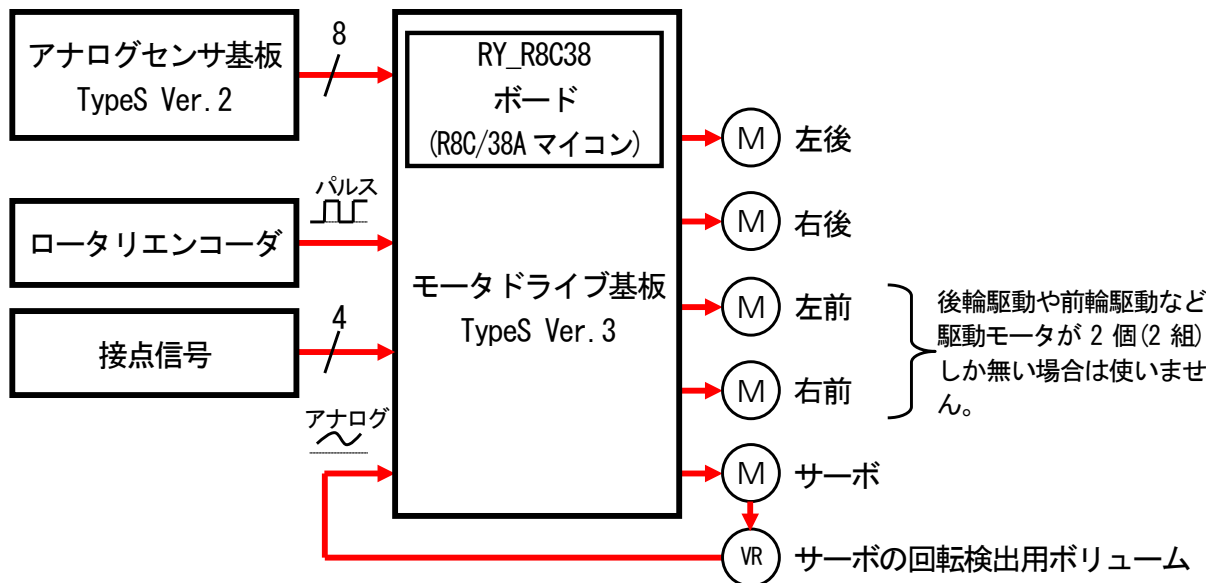 アナログセンサ基板
TypeS Ver.2
8
RY_R8C38
ボード
(R8C/38A マイコン)
M 左後
パルス
ロータリエンコーダ
M 右後
モータドライブ基板
TypeS Ver.3
M 左前
後輪駆動や前輪駆動など
駆動モータが 2 個(2 組)
しか無い場合は使いませ
ん。
4
接点信号
M 右前
アナログ
M サーボ
VR サーボの回転検出用ボリューム